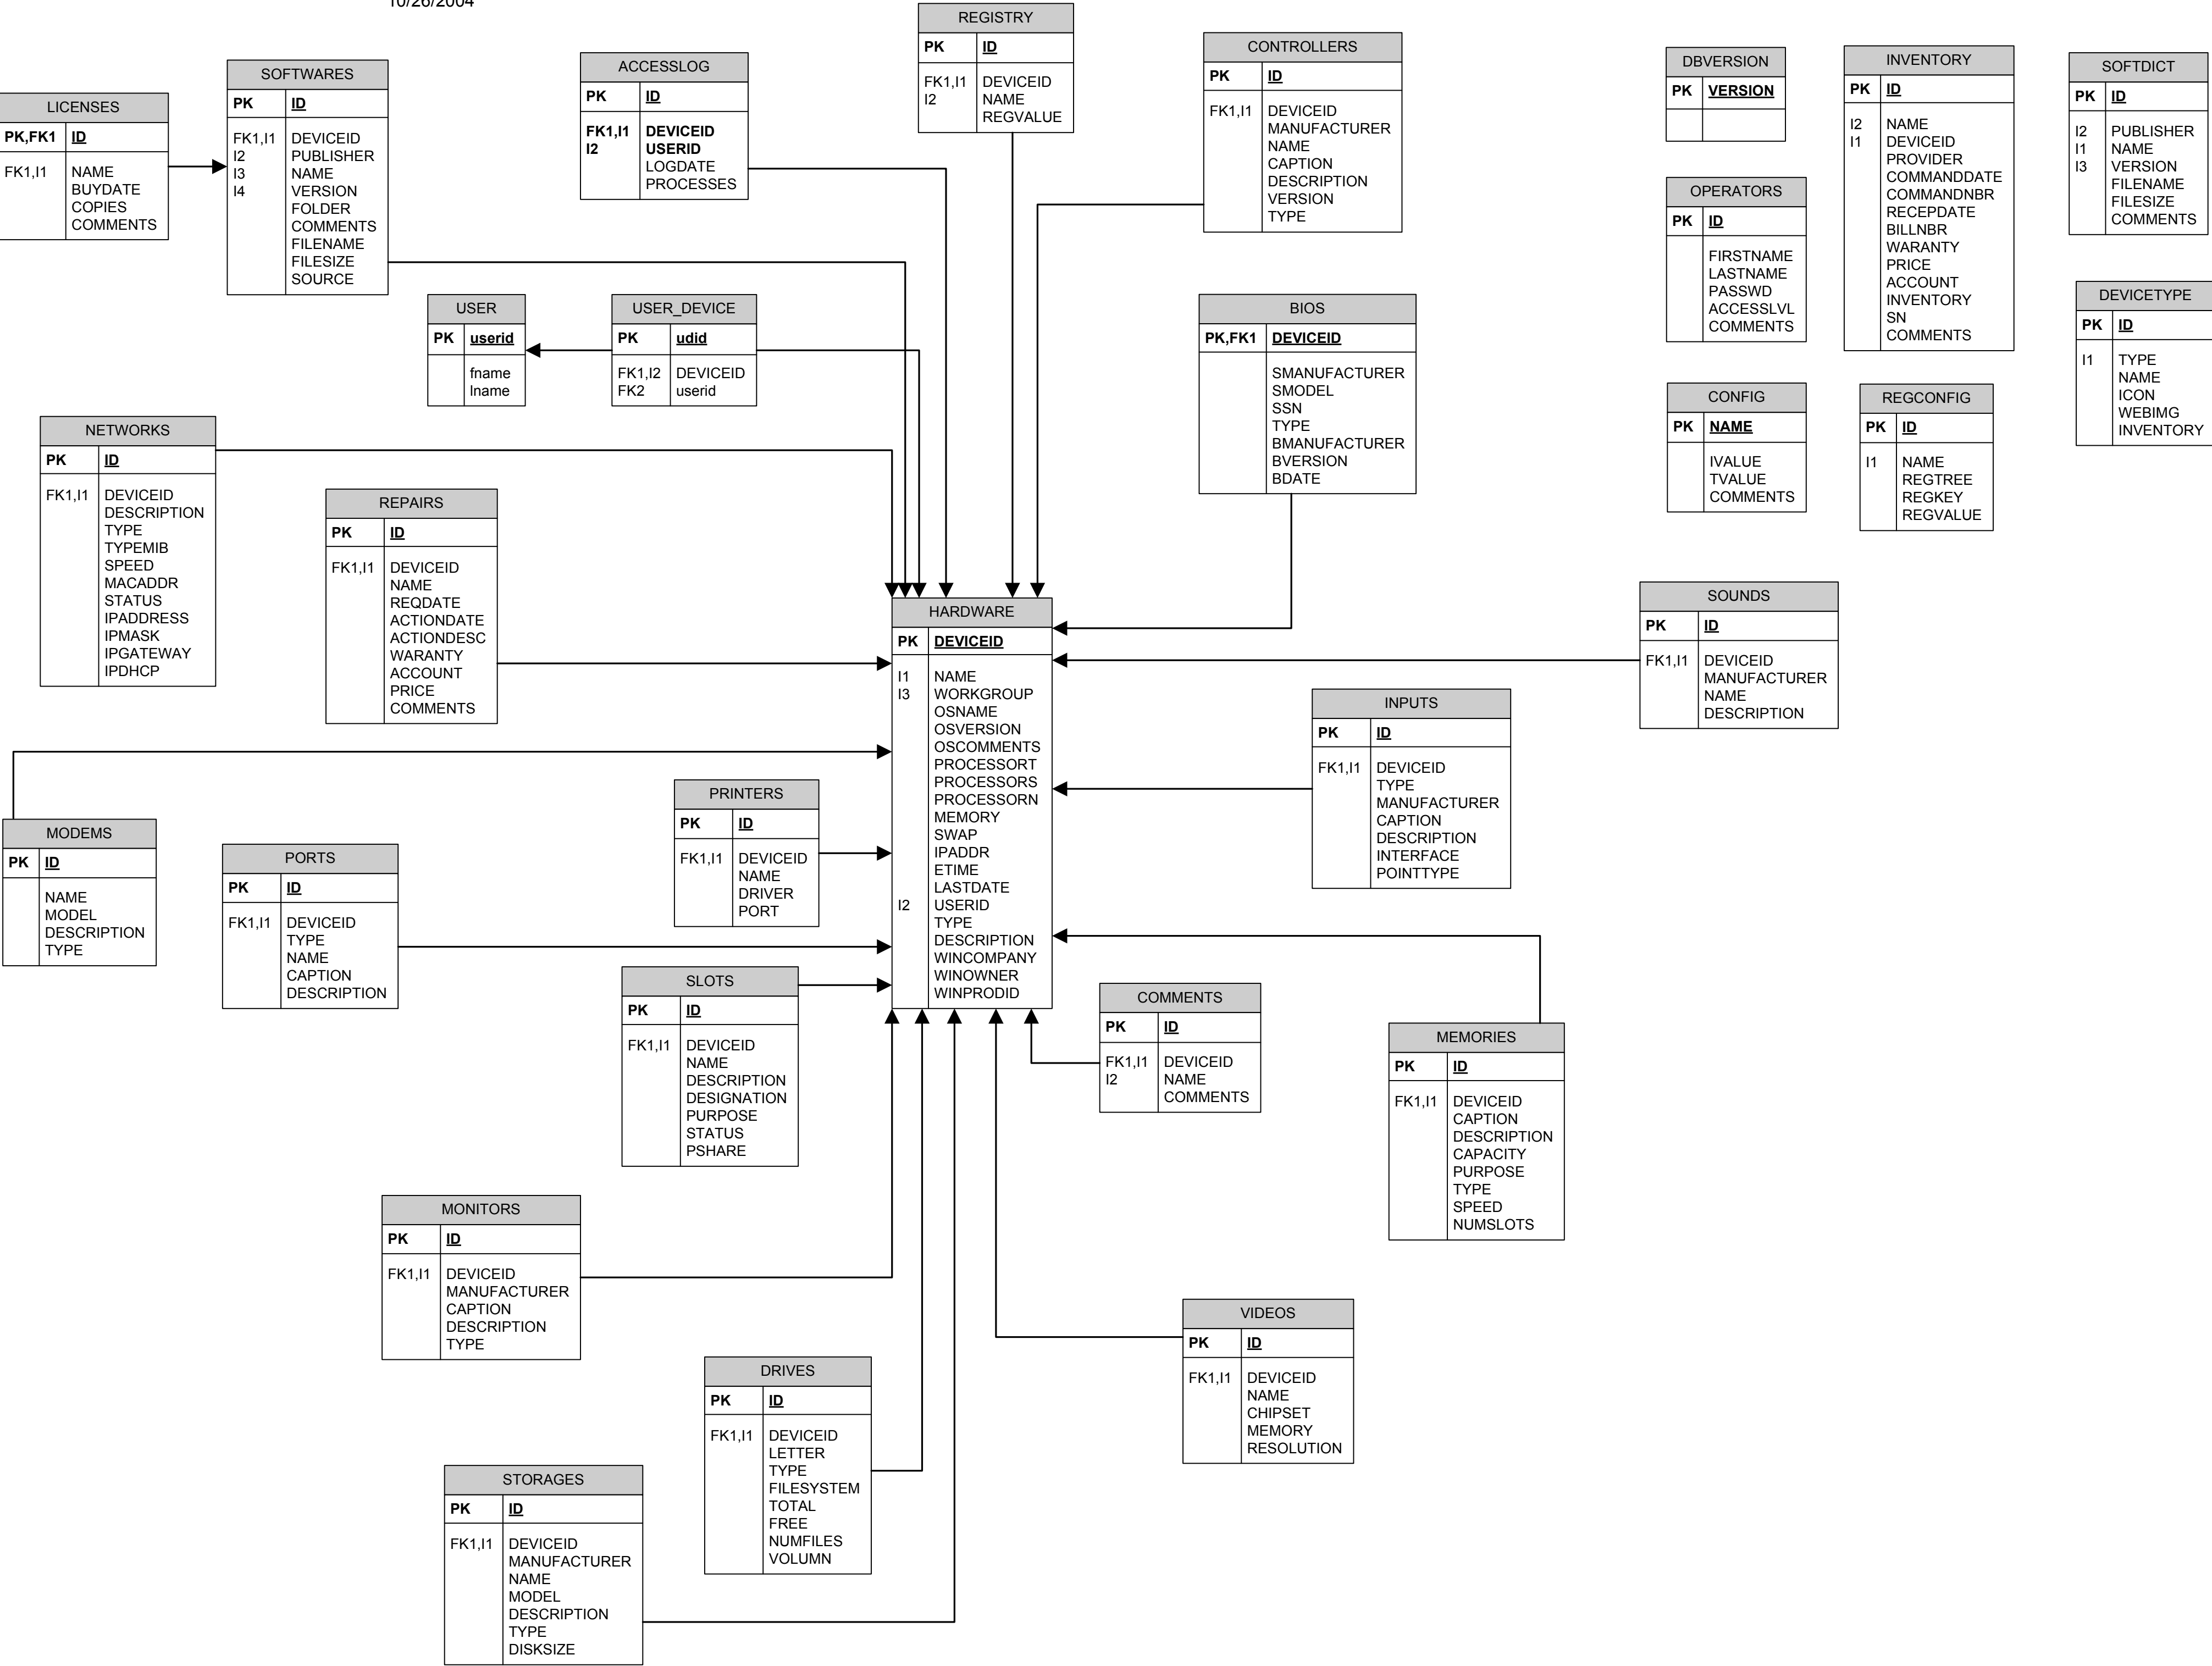 10/26/2004
REGISTRY
PK ID
FK1,I1 DEVICEID
I2 NAME
REGVALUE
CONTROLLERS
PK ID
FK1,I1 DEVICEID
MANUFACTURER
NAME
CAPTION
DESCRIPTION
VERSION
TYPE
DBVERSION
PK VERSION
INVENTORY
PK ID
I2 NAME
I1 DEVICEID
PROVIDER
COMMANDDATE
COMMANDNBR
RECEPDATE
BILLNBR
WARANTY
PRICE
ACCOUNT
INVENTORY
SN
COMMENTS
SOFTDICT
PK ID
I2 PUBLISHER
I1 NAME
I3 VERSION
FILENAME
FILESIZE
COMMENTS
LICENSES
PK,FK1 ID
FK1,I1 NAME
BUYDATE
COPIES
COMMENTS
SOFTWARES
PK ID
FK1,I1 DEVICEID
I2 PUBLISHER
I3 NAME
I4 VERSION
FOLDER
COMMENTS
FILENAME
FILESIZE
SOURCE
ACCESSLOG
PK ID
FK1,I1 DEVICEID
I2 USERID
LOGDATE
PROCESSES
OPERATORS
PK ID
FIRSTNAME
LASTNAME
PASSWD
ACCESSLVL
COMMENTS
DEVICETYPE
PK ID
I1 TYPE
NAME
ICON
WEBIMG
INVENTORY
USER
PK userid
fname
lname
USER_DEVICE
PK udid
FK1,I2 DEVICEID
FK2 userid
BIOS
PK,FK1 DEVICEID
SMANUFACTURER
SMODEL
SSN
TYPE
BMANUFACTURER
BVERSION
BDATE
CONFIG
PK NAME
IVALUE
TVALUE
COMMENTS
REGCONFIG
PK ID
I1 NAME
REGTREE
REGKEY
REGVALUE
NETWORKS
PK ID
FK1,I1 DEVICEID
DESCRIPTION
TYPE
TYPEMIB
SPEED
MACADDR
STATUS
IPADDRESS
IPMASK
IPGATEWAY
IPDHCP
REPAIRS
PK ID
FK1,I1 DEVICEID
NAME
REQDATE
ACTIONDATE
ACTIONDESC
WARANTY
ACCOUNT
PRICE
COMMENTS
HARDWARE
PK DEVICEID
I1 NAME
I3 WORKGROUP
OSNAME
OSVERSION
OSCOMMENTS
PROCESSORT
PROCESSORS
PROCESSORN
MEMORY
SWAP
IPADDR
ETIME
LASTDATE
I2 USERID
TYPE
DESCRIPTION
WINCOMPANY
WINOWNER
WINPRODID
SOUNDS
PK ID
FK1,I1 DEVICEID
MANUFACTURER
NAME
DESCRIPTION
INPUTS
PK ID
FK1,I1 DEVICEID
TYPE
MANUFACTURER
CAPTION
DESCRIPTION
INTERFACE
POINTTYPE
MODEMS
PK ID
NAME
MODEL
DESCRIPTION
TYPE
PORTS
PK ID
FK1,I1 DEVICEID
TYPE
NAME
CAPTION
DESCRIPTION
PRINTERS
PK ID
FK1,I1 DEVICEID
NAME
DRIVER
PORT
SLOTS
PK ID
FK1,I1 DEVICEID
NAME
DESCRIPTION
DESIGNATION
PURPOSE
STATUS
PSHARE
COMMENTS
PK ID
FK1,I1 DEVICEID
I2 NAME
COMMENTS
MEMORIES
PK ID
FK1,I1 DEVICEID
CAPTION
DESCRIPTION
CAPACITY
PURPOSE
TYPE
SPEED
NUMSLOTS
MONITORS
PK ID
FK1,I1 DEVICEID
MANUFACTURER
CAPTION
DESCRIPTION
TYPE
VIDEOS
PK ID
FK1,I1 DEVICEID
NAME
CHIPSET
MEMORY
RESOLUTION
DRIVES
PK ID
FK1,I1 DEVICEID
LETTER
TYPE
FILESYSTEM
TOTAL
FREE
NUMFILES
VOLUMN
STORAGES
PK ID
FK1,I1 DEVICEID
MANUFACTURER
NAME
MODEL
DESCRIPTION
TYPE
DISKSIZE